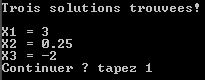 Trois solutions trouvees!
X1 = 3
X2 = 0.25
X3 = -2
Continuer ? tapez 1